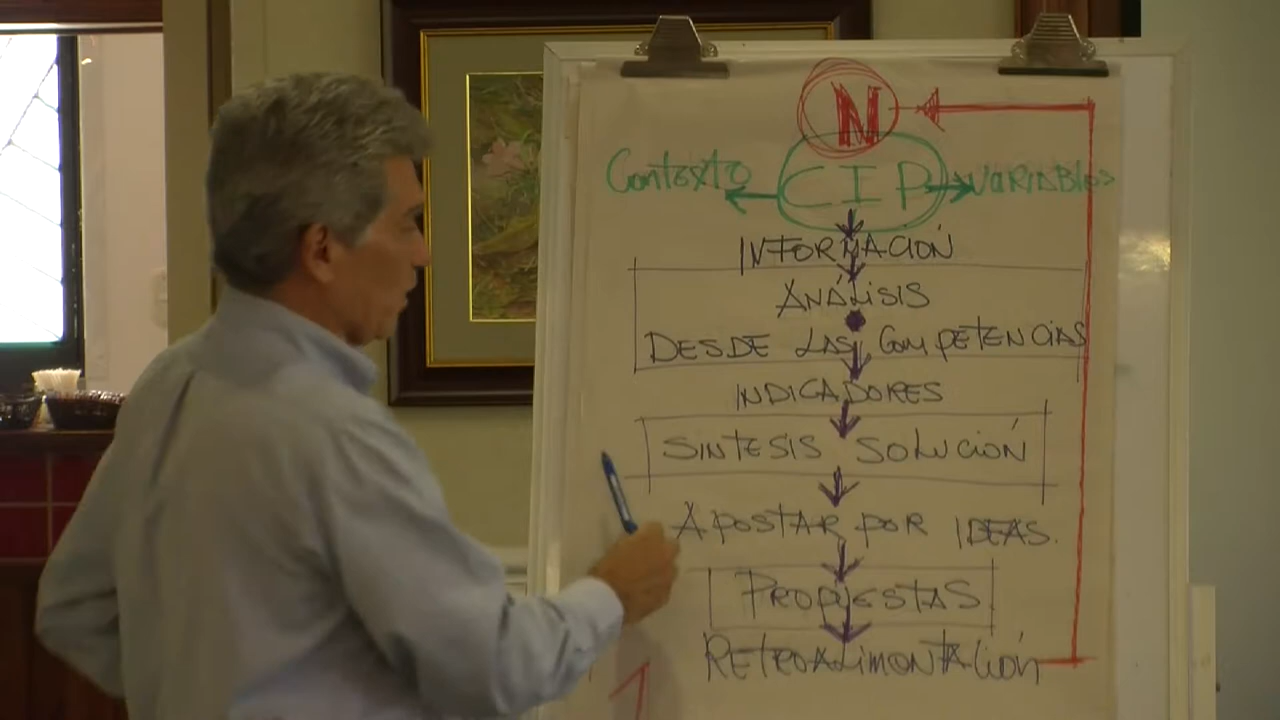 N
Contexto CIP VARIABles
INFORMACIÓN
ANÁLISIS
DESDE LAS COMPETENCIAS
INDICADORES
SINTESIS SOLUCIÓN
APOSTAR POR IDEAS.
PROPUESTAS
RETROALIMENTACIÓN